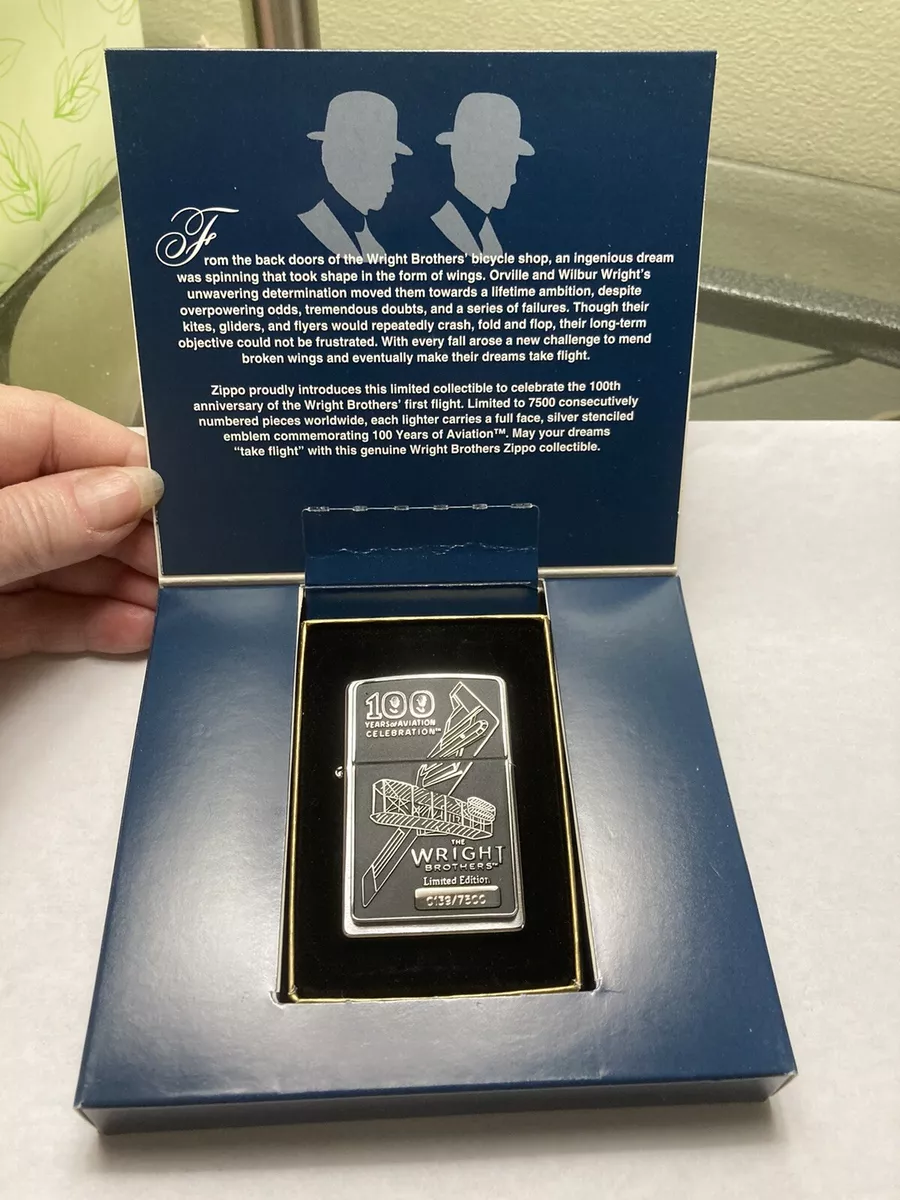 From the back doors of the Wright Brothers' bicycle shop, an ingenious dream
was spinning that took shape in the form of wings. Orville and Wilbur Wright's
unwavering determination moved them towards a lifetime ambition, despite
overpowering odds, tremendous doubts, and a series of failures. Though their
kites, gliders, and flyers would repeatedly crash, fold and flop, their long-term
objective could not be frustrated. With every fall arose a new challenge to mend
broken wings and eventually make their dreams take flight.
Zippo proudly introduces this limited collectible to celebrate the 100th
anniversary of the Wright Brothers' first flight. Limited to 7500 consecutively
numbered pieces worldwide, each lighter carries a full face, silver stenciled
emblem commemorating 100 Years of Aviation™. May your dreams
"take flight" with this genuine Wright Brothers Zippo collectible.
100
YEARS OF AVIATION
CELEBRATION™
THE
WRIGHT
BROTHERS™
Limited Edition
0139/7500